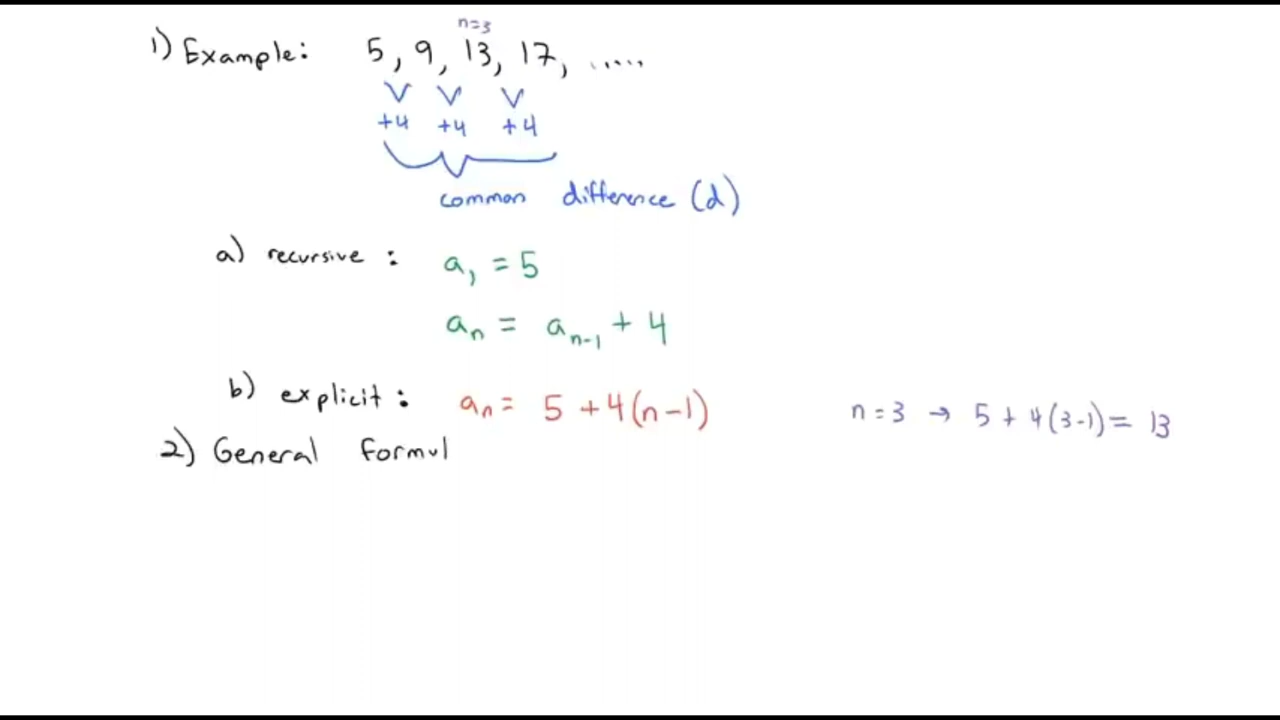 n=3
1) Example: 5, 9, 13, 17, .....
+4 +4 +4
common difference (d)
a) recursive : a₁ = 5
aₙ = aₙ₋₁ + 4
b) explicit : aₙ = 5 + 4(n-1) n = 3 → 5 + 4(3-1) = 13
2) General Formul